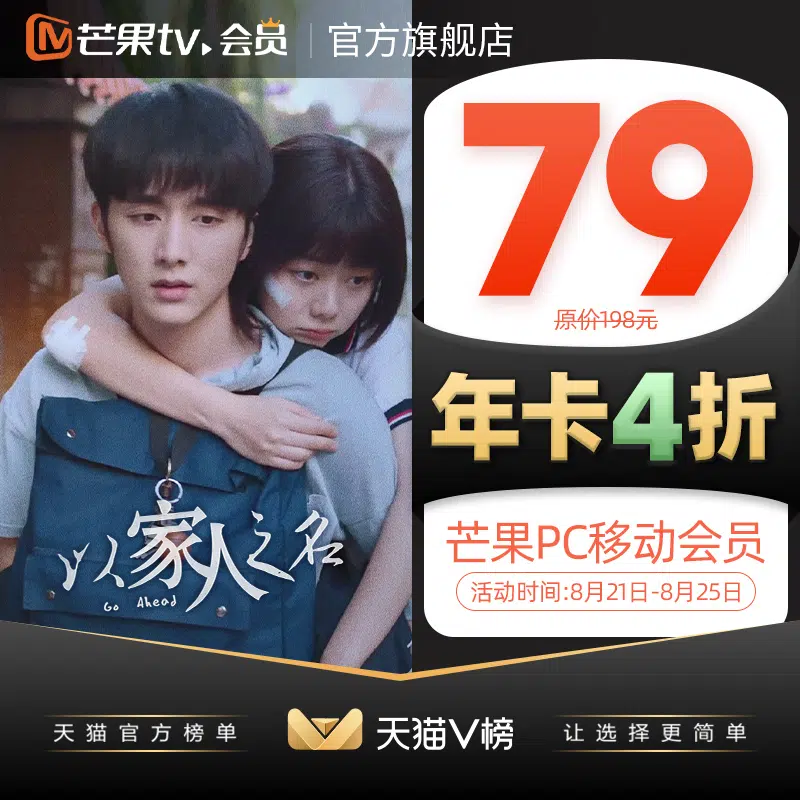 芒果tv会员 官方旗舰店
79
原价198元
年卡4折
芒果PC移动会员
活动时间:8月21日-8月25日
以家人之名
Go Ahead
天猫官方榜单 天猫V榜 让选择更简单